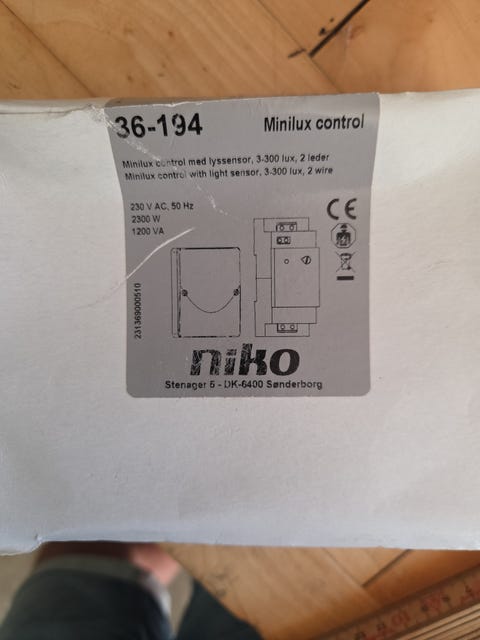 36-194
Minilux control
Minilux control med lyssensor, 3-300 lux, 2 leder
Minilux control with light sensor, 3-300 lux, 2 wire
230 V AC, 50 Hz
2300 W
1200 VA
CE
231369000510
niko
Stenager 5 - DK-6400 Sønderborg